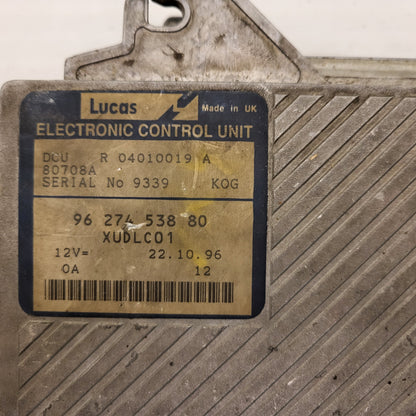 Lucas
Made in UK
ELECTRONIC CONTROL UNIT
DCU R 04010019 A
80708A
SERIAL No 9339 KOG
96 274 538 80
XUDLC01
12V= 22.10.96
0A 12